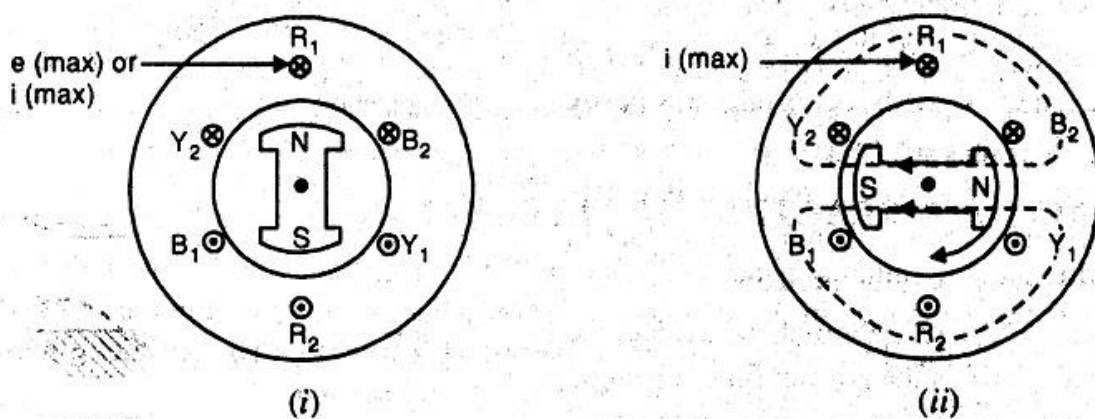 R1
e (max) or
i (max)
Y2
N
B2
B1
S
Y1
R2
(i)
R1
i (max)
Y2
B2
S
N
B1
Y1
R2
(ii)